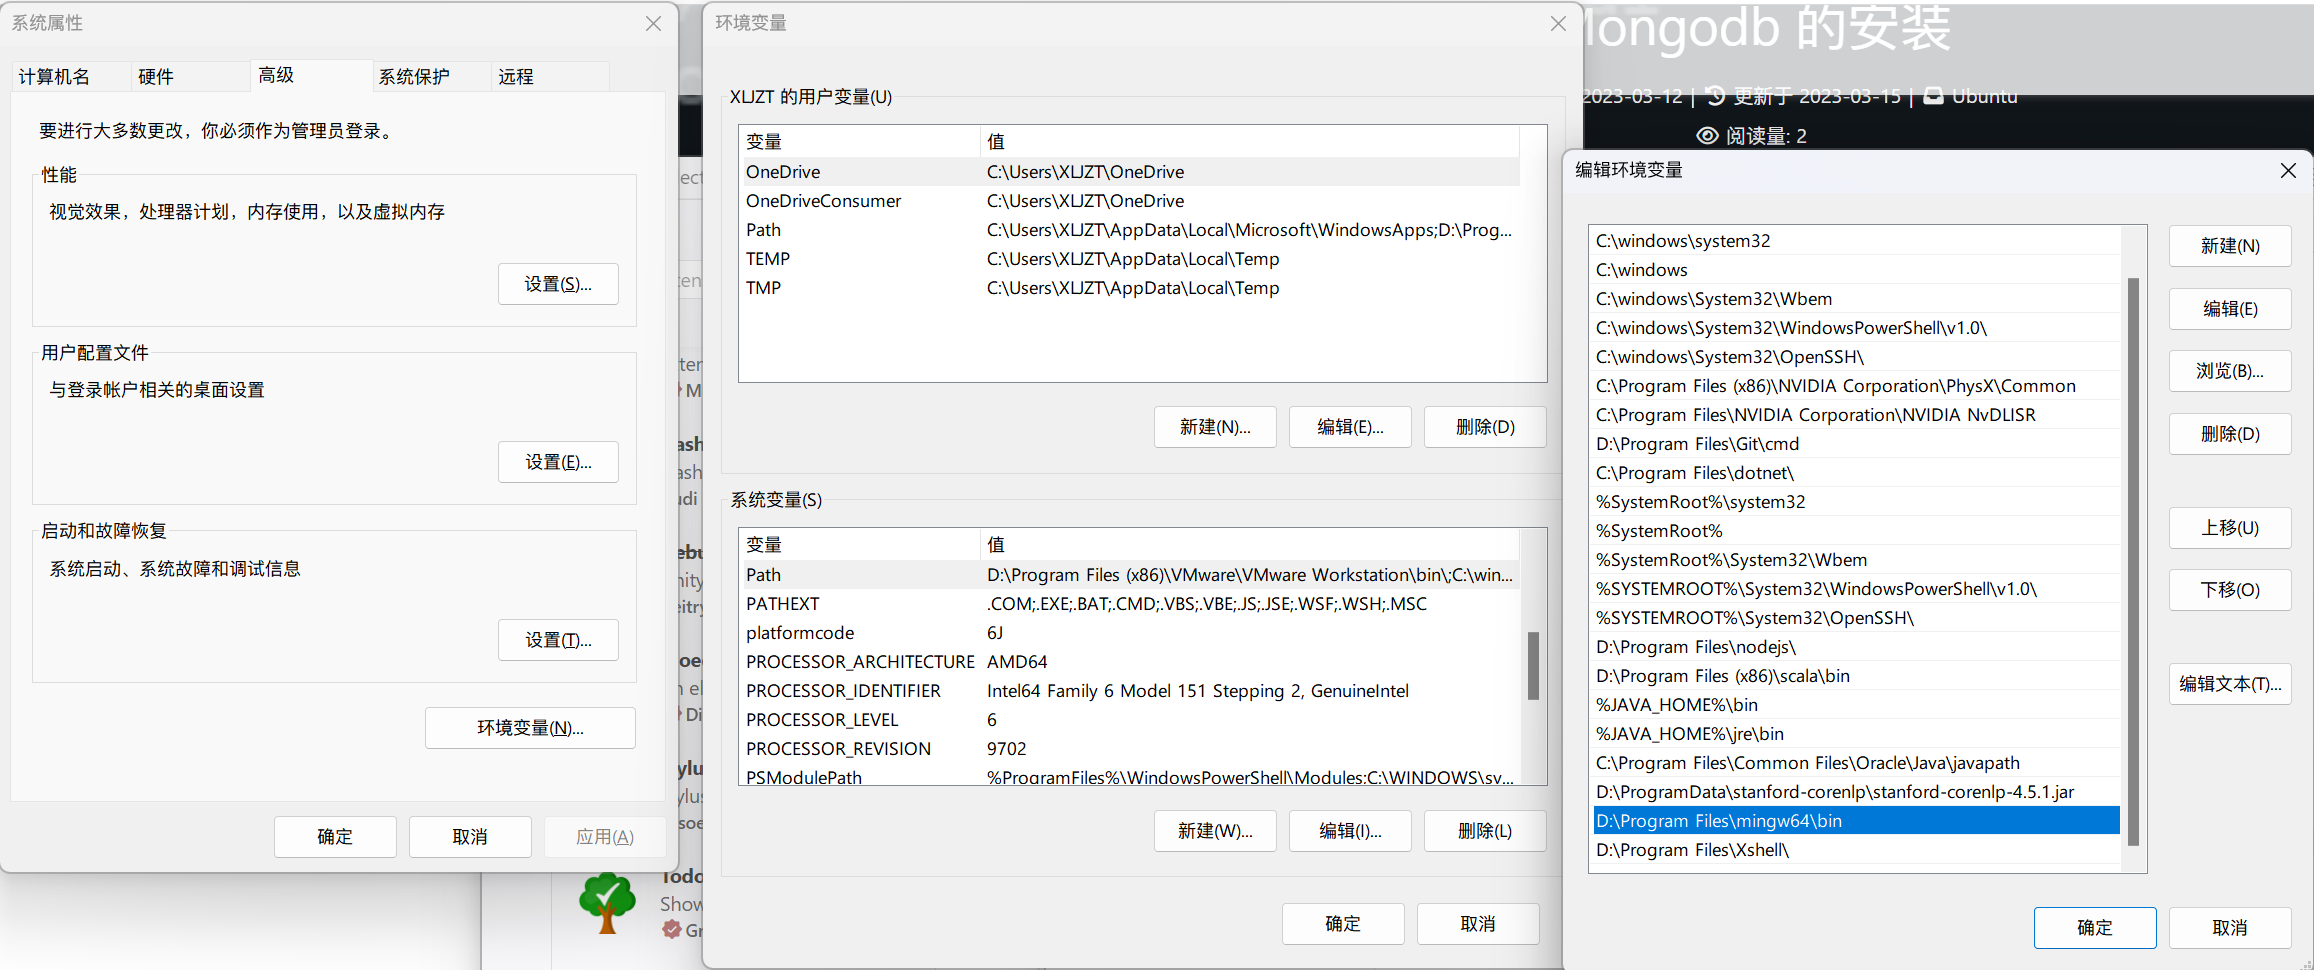 系统属性
计算机名
硬件
高级
系统保护
远程
要进行大多数更改，你必须作为管理员登录。
性能
视觉效果，处理器计划，内存使用，以及虚拟内存
设置(S)...
用户配置文件
与登录帐户相关的桌面设置
设置(E)...
启动和故障恢复
系统启动、系统故障和调试信息
设置(T)...
环境变量(N)...
确定
取消
应用(A)
Show
环境变量
XLJZT 的用户变量(U)
变量 值
OneDrive C:\Users\XLJZT\OneDrive
OneDriveConsumer C:\Users\XLJZT\OneDrive
Path C:\Users\XLJZT\AppData\Local\Microsoft\WindowsApps;D:\Prog...
TEMP C:\Users\XLJZT\AppData\Local\Temp
TMP C:\Users\XLJZT\AppData\Local\Temp
新建(N)...
编辑(E)...
删除(D)
系统变量(S)
变量 值
Path D:\Program Files (x86)\VMware\VMware Workstation\bin\;C:\win...
PATHEXT .COM;.EXE;.BAT;.CMD;.VBS;.VBE;.JS;.JSE;.WSF;.WSH;.MSC
platformcode 6J
PROCESSOR_ARCHITECTURE AMD64
PROCESSOR_IDENTIFIER Intel64 Family 6 Model 151 Stepping 2, GenuineIntel
PROCESSOR_LEVEL 6
PROCESSOR_REVISION 9702
PSModulePath %ProgramFiles%\WindowsPowerShell\Modules;C:\WINDOWS\sy...
新建(W)...
编辑(I)...
删除(L)
确定
取消
ongodb 的安装
2023-03-12 | 更新于 2023-03-15 | Ubuntu
阅读量: 2
编辑环境变量
C:\windows\system32
C:\windows
C:\windows\System32\Wbem
C:\windows\System32\WindowsPowerShell\v1.0\
C:\windows\System32\OpenSSH\
C:\Program Files (x86)\NVIDIA Corporation\PhysX\Common
C:\Program Files\NVIDIA Corporation\NVIDIA NvDLISR
D:\Program Files\Git\cmd
C:\Program Files\dotnet\
%SystemRoot%\system32
%SystemRoot%
%SystemRoot%\System32\Wbem
%SYSTEMROOT%\System32\WindowsPowerShell\v1.0\
%SYSTEMROOT%\System32\OpenSSH\
D:\Program Files\nodejs\
D:\Program Files (x86)\scala\bin
%JAVA_HOME%\bin
%JAVA_HOME%\jre\bin
C:\Program Files\Common Files\Oracle\Java\javapath
D:\ProgramData\stanford-corenlp\stanford-corenlp-4.5.1.jar
D:\Program Files\mingw64\bin
D:\Program Files\Xshell\
新建(N)
编辑(E)
浏览(B)...
删除(D)
上移(U)
下移(O)
编辑文本(T)...
确定
取消